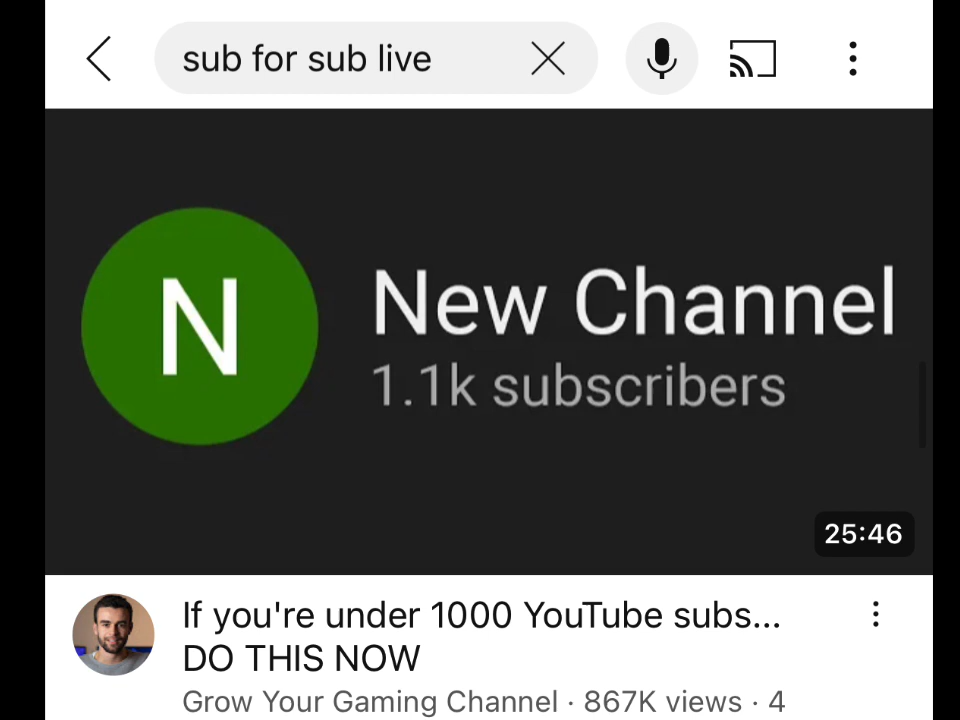 sub for sub live
N
New Channel
1.1k subscribers
25:46
If you're under 1000 YouTube subs...
DO THIS NOW
Grow Your Gaming Channel · 867K views · 4